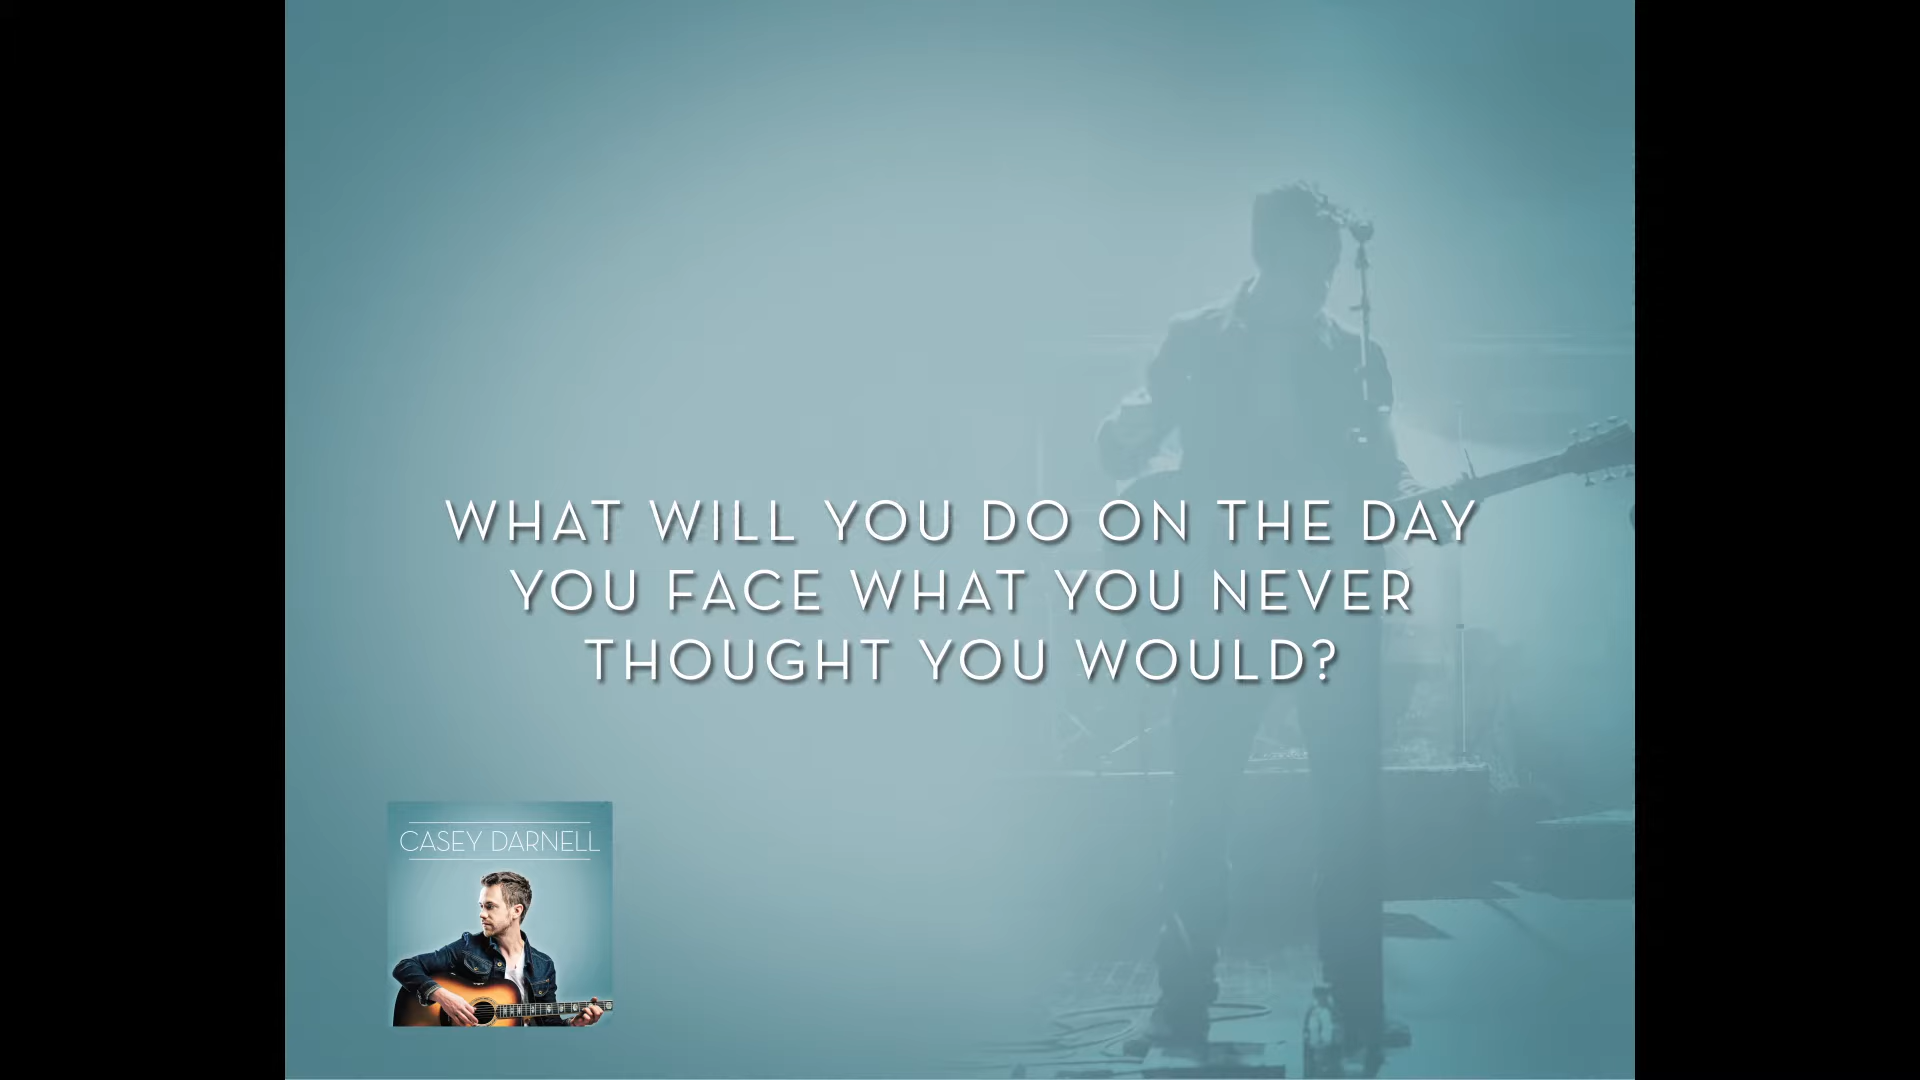 WHAT WILL YOU DO ON THE DAY
YOU FACE WHAT YOU NEVER
THOUGHT YOU WOULD?
CASEY DARNELL